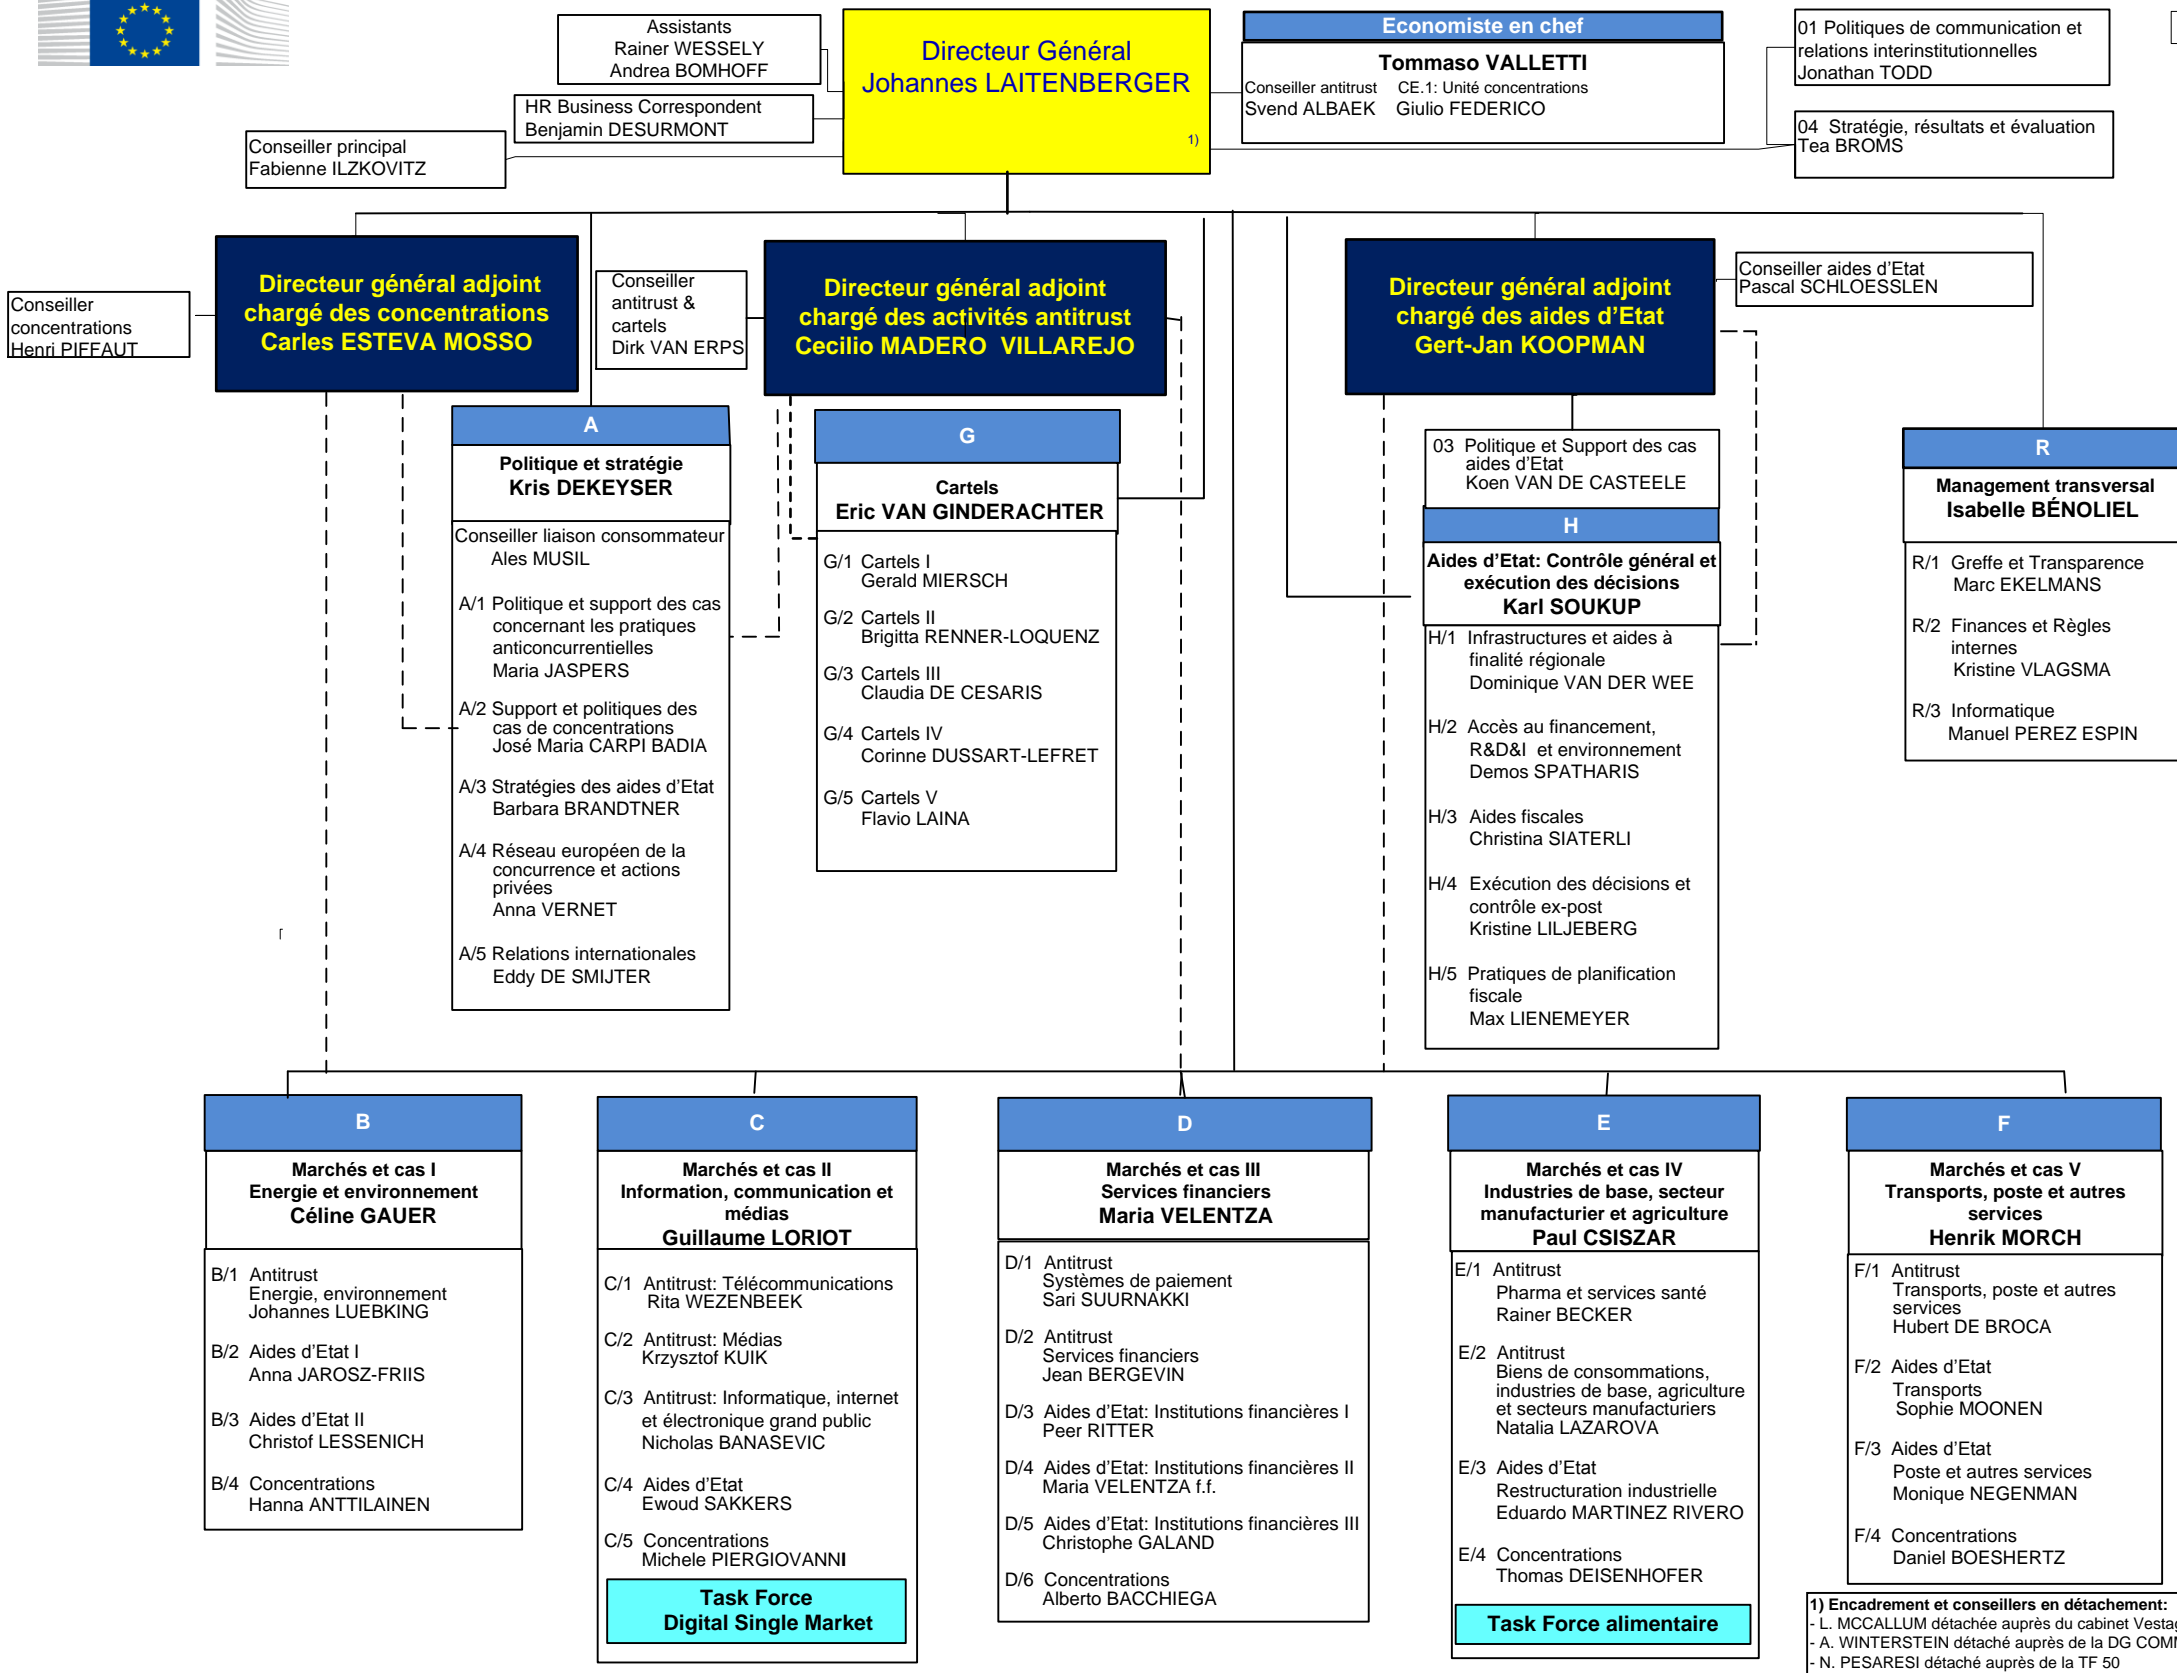 Assistants
Rainer WESSELY
Andrea BOMHOFF
HR Business Correspondent
Benjamin DESURMONT
Conseiller principal
Fabienne ILZKOVITZ
Directeur Général
Johannes LAITENBERGER
1)
Economiste en chef
Tommaso VALLETTI
Conseiller antitrust CE.1: Unité concentrations
Svend ALBAEK Giulio FEDERICO
01 Politiques de communication et
relations interinstitutionnelles
Jonathan TODD
04 Stratégie, résultats et évaluation
Tea BROMS
Conseiller
concentrations
Henri PIFFAUT
Directeur général adjoint
chargé des concentrations
Carles ESTEVA MOSSO
Conseiller
antitrust &
cartels
Dirk VAN ERPS
Directeur général adjoint
chargé des activités antitrust
Cecilio MADERO VILLAREJO
Directeur général adjoint
chargé des aides d'Etat
Gert-Jan KOOPMAN
Conseiller aides d'Etat
Pascal SCHLOESSLEN
A
Politique et stratégie
Kris DEKEYSER
Conseiller liaison consommateur
Ales MUSIL
A/1 Politique et support des cas
concernant les pratiques
anticoncurrentielles
Maria JASPERS
A/2 Support et politiques des
cas de concentrations
José Maria CARPI BADIA
A/3 Stratégies des aides d'Etat
Barbara BRANDTNER
A/4 Réseau européen de la
concurrence et actions
privées
Anna VERNET
A/5 Relations internationales
Eddy DE SMIJTER
G
Cartels
Eric VAN GINDERACHTER
G/1 Cartels I
Gerald MIERSCH
G/2 Cartels II
Brigitta RENNER-LOQUENZ
G/3 Cartels III
Claudia DE CESARIS
G/4 Cartels IV
Corinne DUSSART-LEFRET
G/5 Cartels V
Flavio LAINA
03 Politique et Support des cas
aides d'Etat
Koen VAN DE CASTEELE
H
Aides d'Etat: Contrôle général et
exécution des décisions
Karl SOUKUP
H/1 Infrastructures et aides à
finalité régionale
Dominique VAN DER WEE
H/2 Accès au financement,
R&D&I et environnement
Demos SPATHARIS
H/3 Aides fiscales
Christina SIATERLI
H/4 Exécution des décisions et
contrôle ex-post
Kristine LILJEBERG
H/5 Pratiques de planification
fiscale
Max LIENEMEYER
R
Management transversal
Isabelle BÉNOLIEL
R/1 Greffe et Transparence
Marc EKELMANS
R/2 Finances et Règles
internes
Kristine VLAGSMA
R/3 Informatique
Manuel PEREZ ESPIN
B
Marchés et cas I
Energie et environnement
Céline GAUER
B/1 Antitrust
Energie, environnement
Johannes LUEBKING
B/2 Aides d'Etat I
Anna JAROSZ-FRIIS
B/3 Aides d'Etat II
Christof LESSENICH
B/4 Concentrations
Hanna ANTTILAINEN
C
Marchés et cas II
Information, communication et
médias
Guillaume LORIOT
C/1 Antitrust: Télécommunications
Rita WEZENBEEK
C/2 Antitrust: Médias
Krzysztof KUIK
C/3 Antitrust: Informatique, internet
et électronique grand public
Nicholas BANASEVIC
C/4 Aides d'Etat
Ewoud SAKKERS
C/5 Concentrations
Michele PIERGIOVANNI
Task Force
Digital Single Market
D
Marchés et cas III
Services financiers
Maria VELENTZA
D/1 Antitrust
Systèmes de paiement
Sari SUURNAKKI
D/2 Antitrust
Services financiers
Jean BERGEVIN
D/3 Aides d'Etat: Institutions financières I
Peer RITTER
D/4 Aides d'Etat: Institutions financières II
Maria VELENTZA f.f.
D/5 Aides d'Etat: Institutions financières III
Christophe GALAND
D/6 Concentrations
Alberto BACCHIEGA
E
Marchés et cas IV
Industries de base, secteur
manufacturier et agriculture
Paul CSISZAR
E/1 Antitrust
Pharma et services santé
Rainer BECKER
E/2 Antitrust
Biens de consommations,
industries de base, agriculture
et secteurs manufacturiers
Natalia LAZAROVA
E/3 Aides d'Etat
Restructuration industrielle
Eduardo MARTINEZ RIVERO
E/4 Concentrations
Thomas DEISENHOFER
Task Force alimentaire
F
Marchés et cas V
Transports, poste et autres
services
Henrik MORCH
F/1 Antitrust
Transports, poste et autres
services
Hubert DE BROCA
F/2 Aides d'Etat
Transports
Sophie MOONEN
F/3 Aides d'Etat
Poste et autres services
Monique NEGENMAN
F/4 Concentrations
Daniel BOESHERTZ
1) Encadrement et conseillers en détachement:
- L. MCCALLUM détachée auprès du cabinet
- A. WINTERSTEIN détaché auprès de la DG
- N. PESARESI détaché auprès de la TF 50